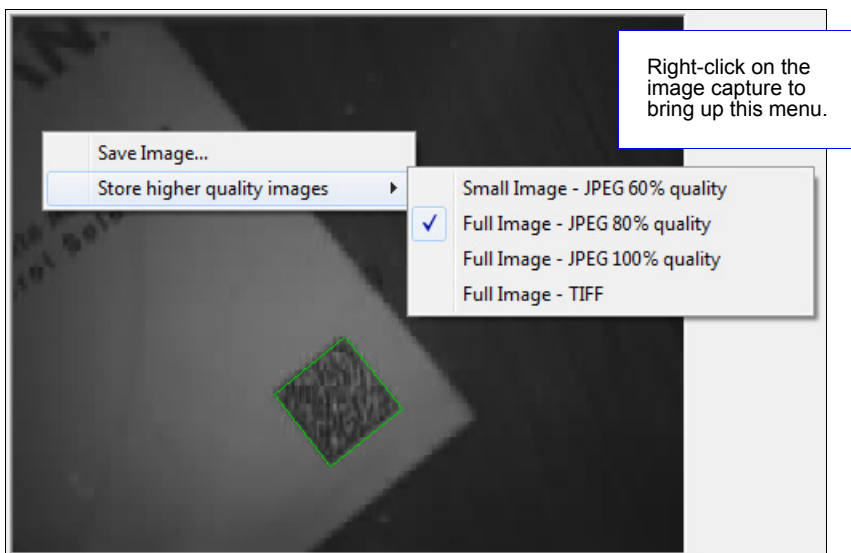 AN.
Right-click on the
image capture to
bring up this menu.
Save Image...
Store higher quality images
Small Image - JPEG 60% quality
Full Image - JPEG 80% quality
Full Image - JPEG 100% quality
Full Image - TIFF